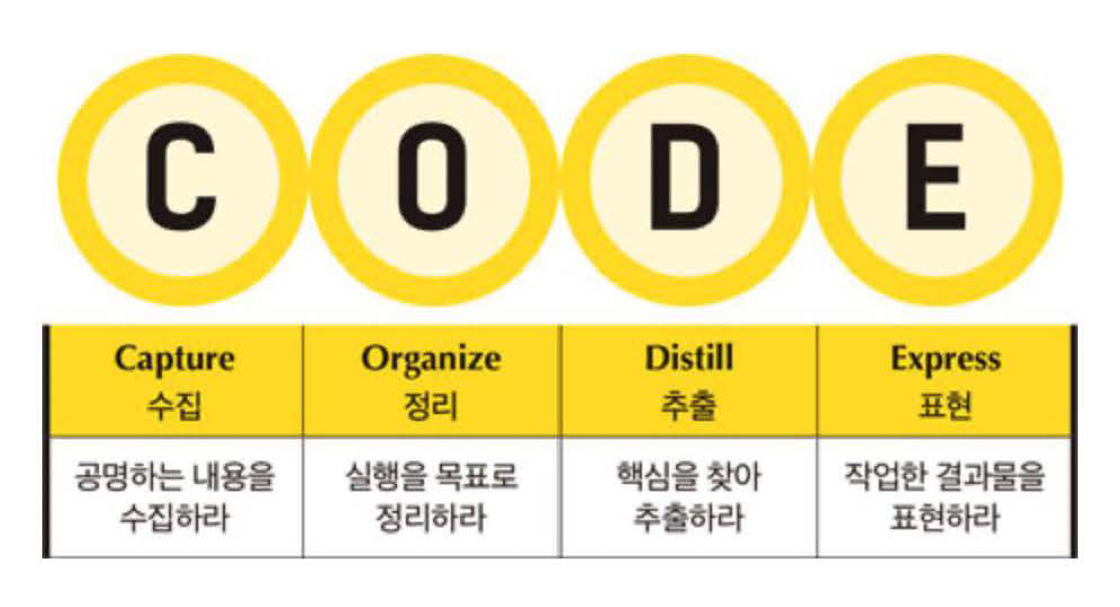 C O D E
Capture
수집
Organize
정리
Distill
추출
Express
표현
공명하는 내용을
수집하라
실행을 목표로
정리하라
핵심을 찾아
추출하라
작업한 결과물을
표현하라